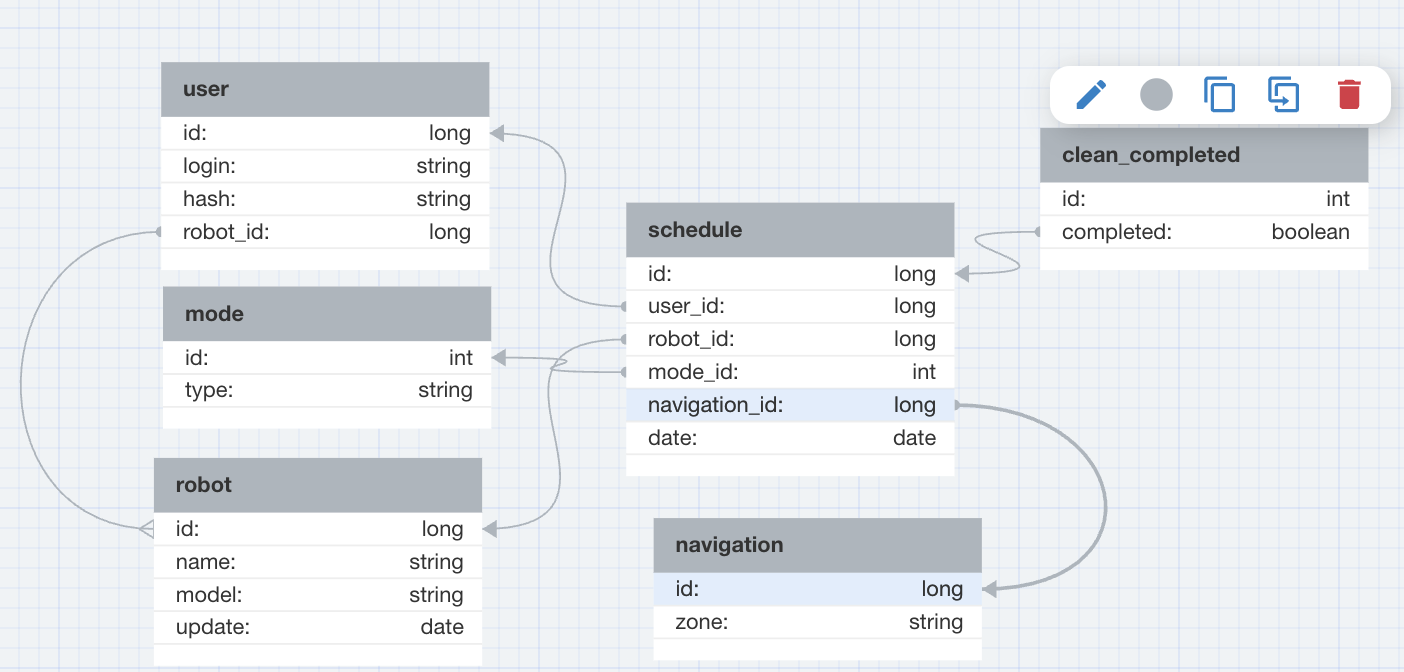 user
id: long
login: string
hash: string
robot_id: long
mode
id: int
type: string
robot
id: long
name: string
model: string
update: date
schedule
id: long
user_id: long
robot_id: long
mode_id: int
navigation_id: long
date: date
navigation
id: long
zone: string
clean_completed
id: int
completed: boolean